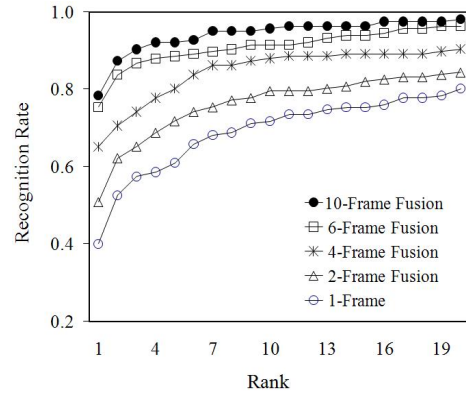 1.0
0.8
0.6
0.4
0.2
Recognition Rate
10-Frame Fusion
6-Frame Fusion
4-Frame Fusion
2-Frame Fusion
1-Frame
1 4 7 10 13 16 19
Rank